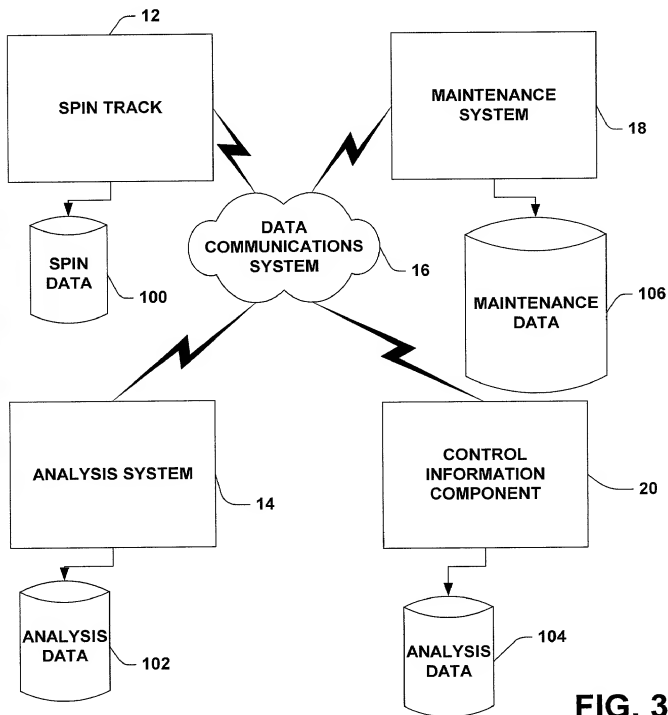 12
SPIN TRACK
MAINTENANCE
SYSTEM
18
DATA
COMMUNICATIONS
SYSTEM
16
SPIN
DATA
100
MAINTENANCE
DATA
106
ANALYSIS SYSTEM
14
CONTROL
INFORMATION
COMPONENT
20
ANALYSIS
DATA
102
ANALYSIS
DATA
104
FIG. 3